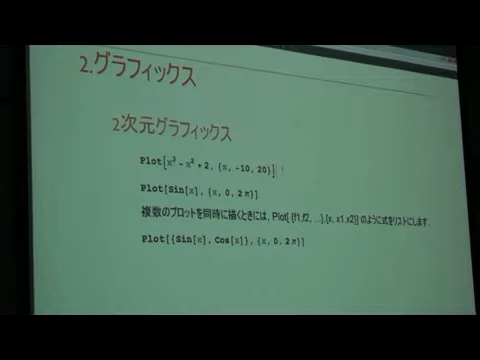 2.グラフィックス
2次元グラフィックス
Plot[x³ - x² + 2, {x, -10, 20}]
Plot[Sin[x], {x, 0, 2π}]
複数のプロットを同時に描くときには, Plot[ {f1,f2, ...},{x, x1,x2}] のように式をリストにします.
Plot[{Sin[x], Cos[x]}, {x, 0, 2π}]